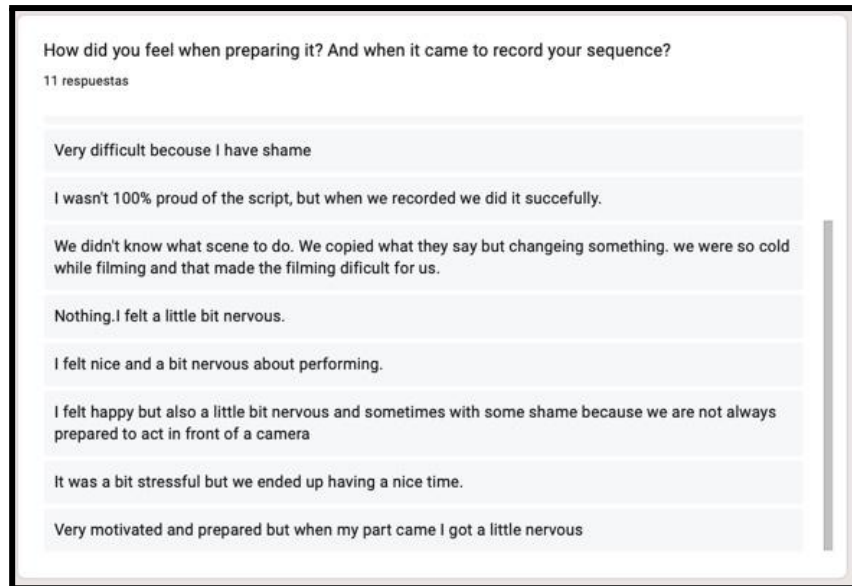 How did you feel when preparing it? And when it came to record your sequence?
11 respuestas
Very difficult becouse I have shame
I wasn't 100% proud of the script, but when we recorded we did it succefully.
We didn't know what scene to do. We copied what they say but changeing something. we were so cold
while filming and that made the filming dificult for us.
Nothing.I felt a little bit nervous.
I felt nice and a bit nervous about performing.
I felt happy but also a little bit nervous and sometimes with some shame because we are not always
prepared to act in front of a camera
It was a bit stressful but we ended up having a nice time.
Very motivated and prepared but when my part came I got a little nervous